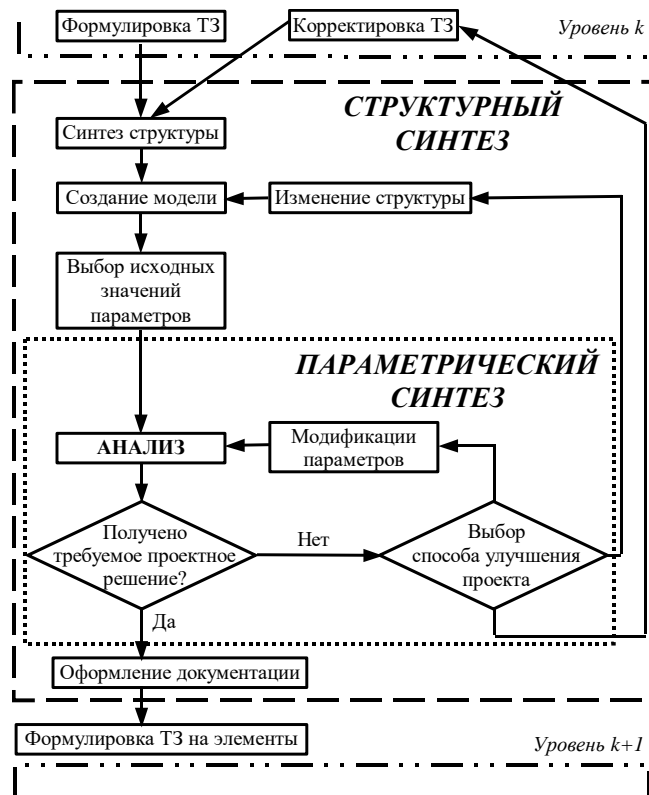 Формулировка ТЗ
Корректировка ТЗ
Уровень k
СТРУКТУРНЫЙ
СИНТЕЗ
Синтез структуры
Создание модели
Изменение структуры
Выбор исходных
значений
параметров
ПАРАМЕТРИЧЕСКИЙ
СИНТЕЗ
АНАЛИЗ
Модификации
параметров
Получено
требуемое проектное
решение?
Нет
Выбор
способа улучшения
проекта
Да
Оформление документации
Формулировка ТЗ на элементы
Уровень k+1